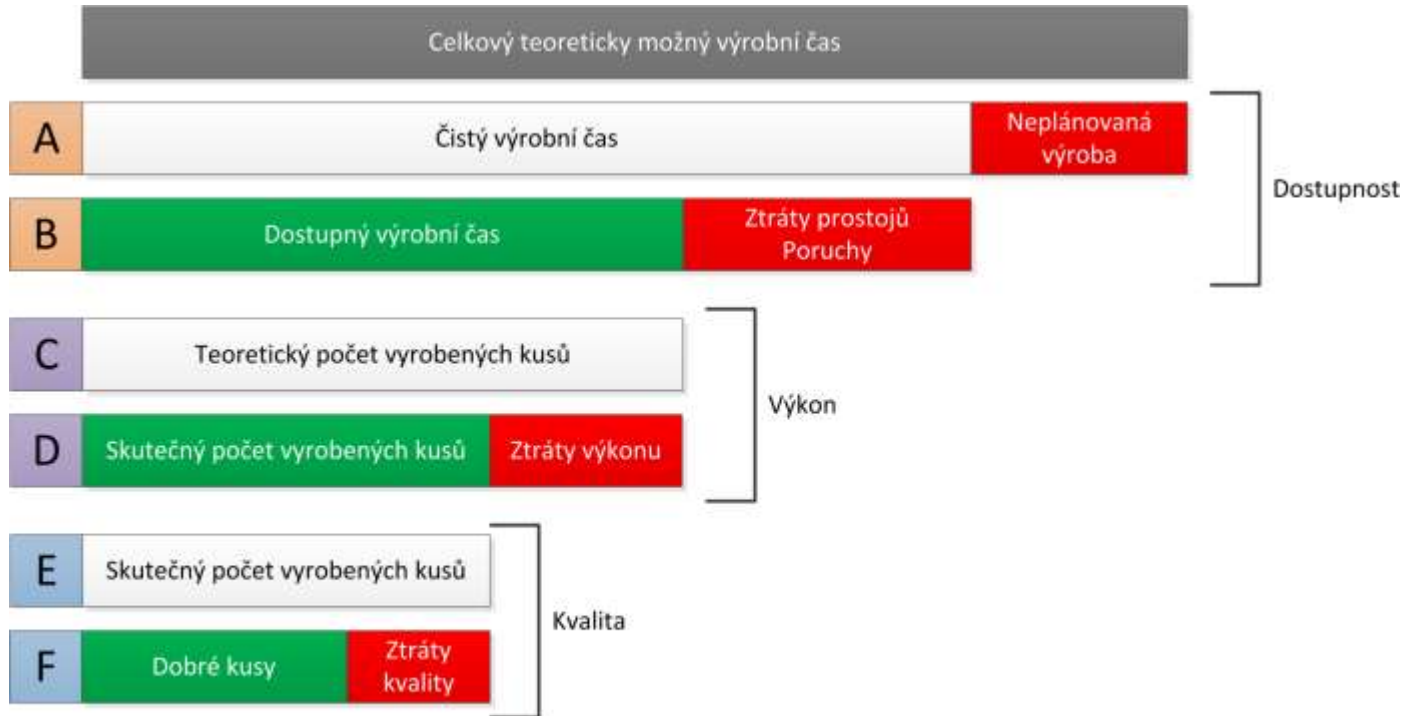 Celkový teoreticky možný výrobní čas
A
Čistý výrobní čas
Neplánovaná
výroba
Dostupnost
B
Dostupný výrobní čas
Ztráty prostojů
Poruchy
C
Teoretický počet vyrobených kusů
Výkon
D
Skutečný počet vyrobených kusů
Ztráty výkonu
E
Skutečný počet vyrobených kusů
Kvalita
F
Dobré kusy
Ztráty
kvality